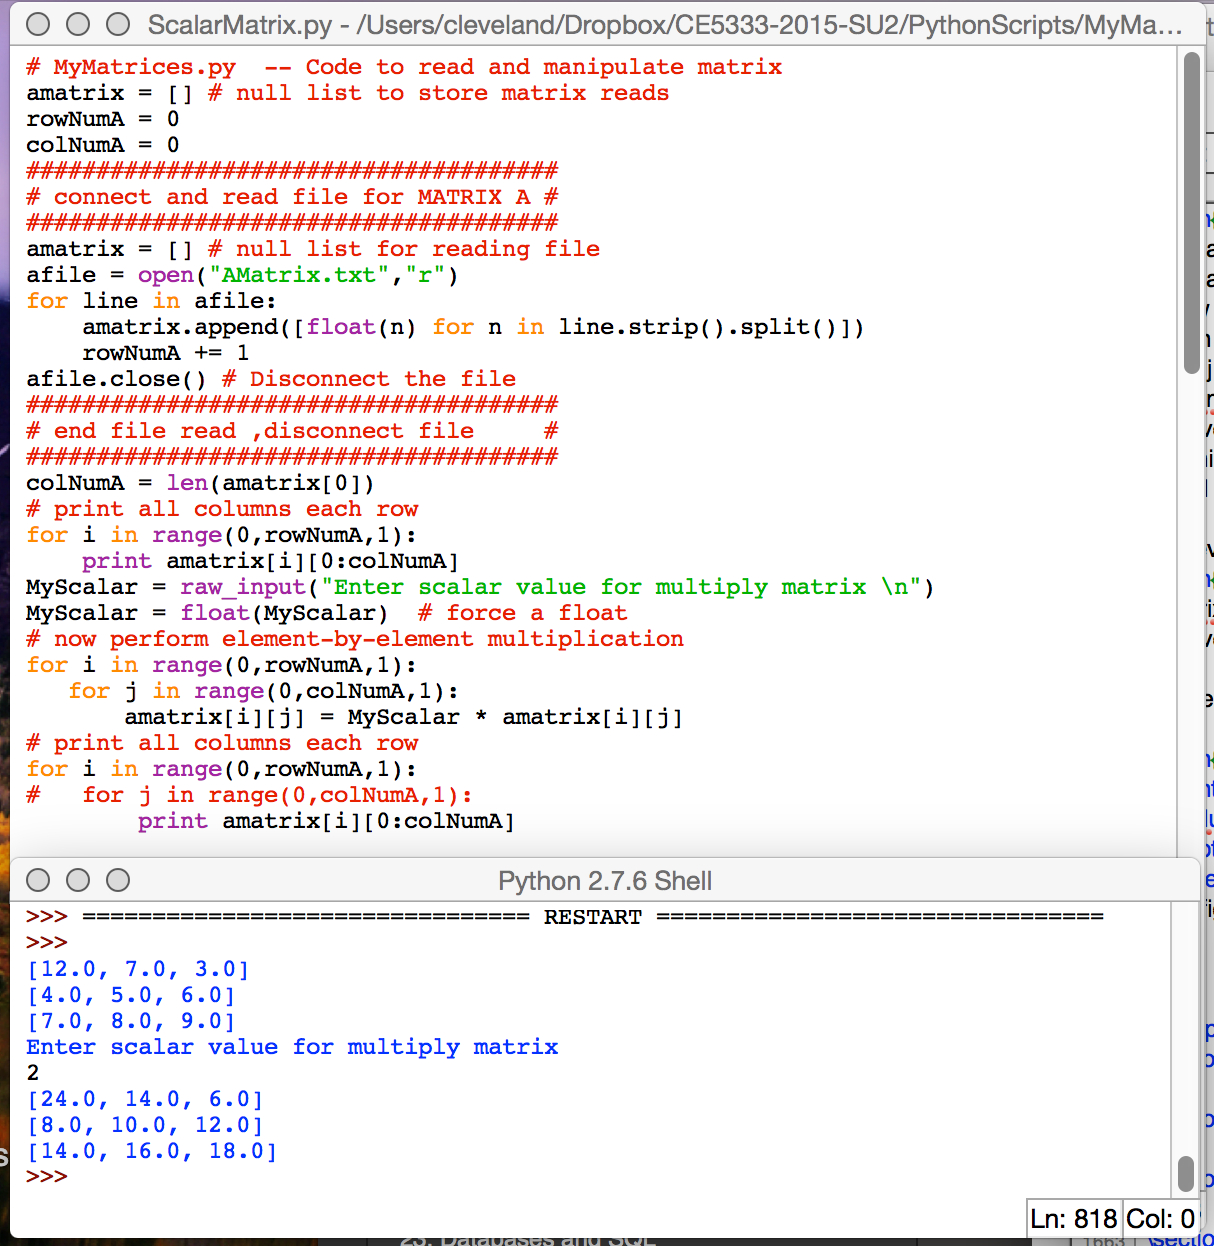 ScalarMatrix.py - /Users/cleveland/Dropbox/CE5333-2015-SU2/PythonScripts/MyMa...
# MyMatrices.py  -- Code to read and manipulate matrix
amatrix = [] # null list to store matrix reads
rowNumA = 0
colNumA = 0
######################################
# connect and read file for MATRIX A #
######################################
amatrix = [] # null list for reading file
afile = open("AMatrix.txt","r")
for line in afile:
    amatrix.append([float(n) for n in line.strip().split()])
    rowNumA += 1
afile.close() # Disconnect the file
######################################
# end file read ,disconnect file     #
######################################
colNumA = len(amatrix[0])
# print all columns each row
for i in range(0,rowNumA,1):
    print amatrix[i][0:colNumA]
MyScalar = raw_input("Enter scalar value for multiply matrix \n")
MyScalar = float(MyScalar)  # force a float
# now perform element-by-element multiplication
for i in range(0,rowNumA,1):
   for j in range(0,colNumA,1):
       amatrix[i][j] = MyScalar * amatrix[i][j]
# print all columns each row
for i in range(0,rowNumA,1):
#   for j in range(0,colNumA,1):
        print amatrix[i][0:colNumA]
Python 2.7.6 Shell
>>> ================================ RESTART ================================
>>>
[12.0, 7.0, 3.0]
[4.0, 5.0, 6.0]
[7.0, 8.0, 9.0]
Enter scalar value for multiply matrix
2
[24.0, 14.0, 6.0]
[8.0, 10.0, 12.0]
[14.0, 16.0, 18.0]
>>>
Ln: 818 Col: 0
23. Databases and SQL